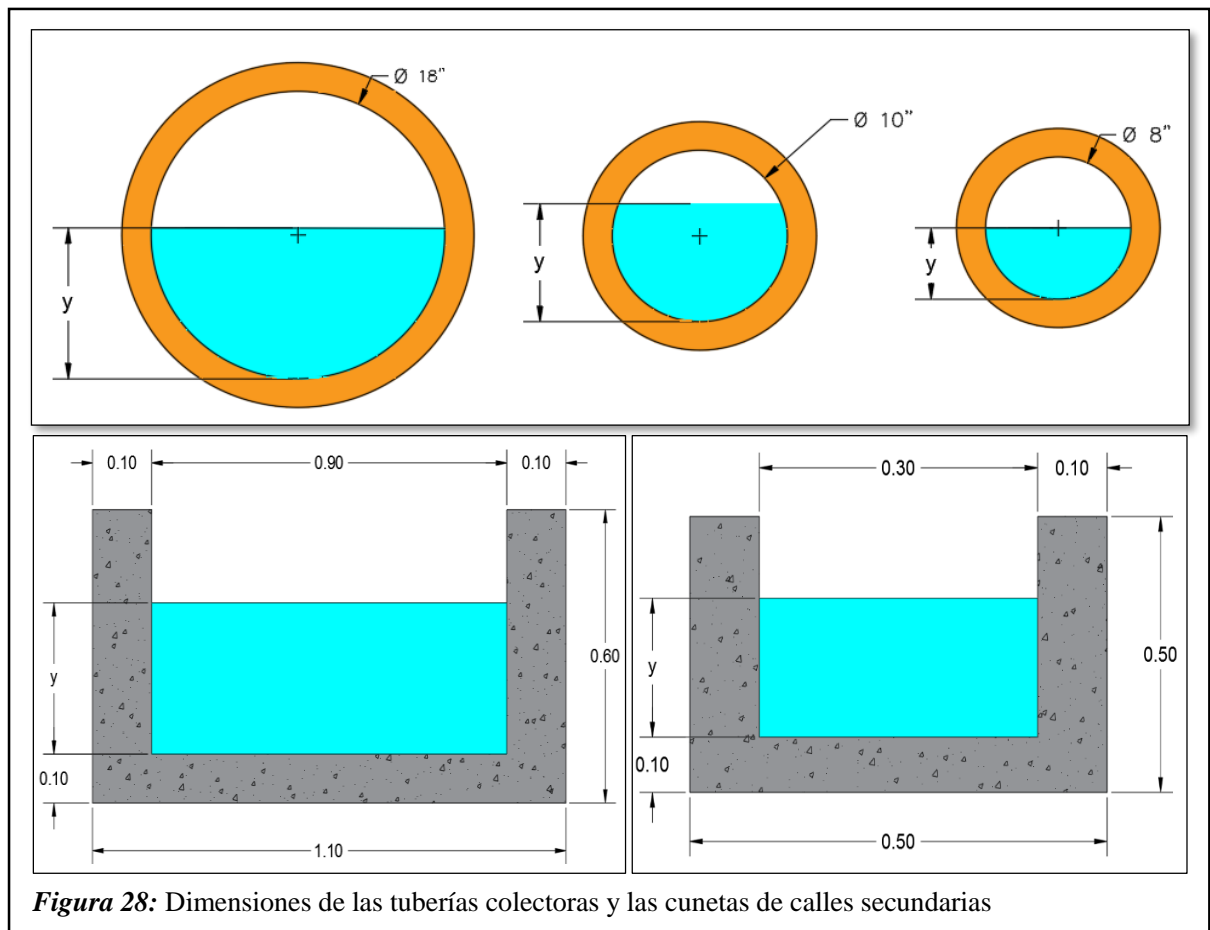 Ø 18"
Ø 10"
Ø 8"
y
y
y
0.10 0.90 0.10
y
0.60
0.10
1.10
0.30 0.10
y
0.50
0.10
0.50
Figura 28: Dimensiones de las tuberías colectoras y las cunetas de calles secundarias